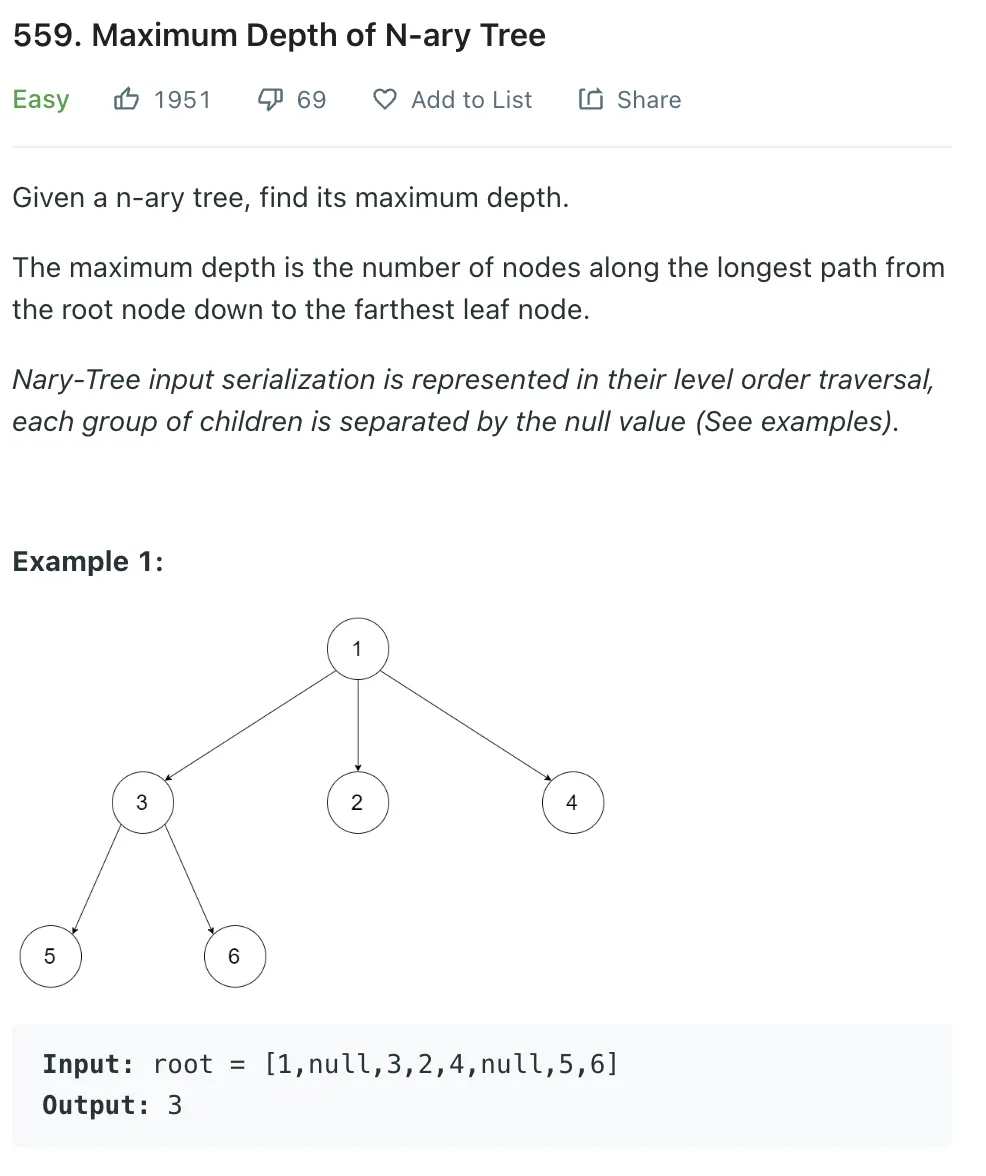 559. Maximum Depth of N-ary Tree
Easy 1951 69 Add to List Share
Given a n-ary tree, find its maximum depth.
The maximum depth is the number of nodes along the longest path from
the root node down to the farthest leaf node.
Nary-Tree input serialization is represented in their level order traversal,
each group of children is separated by the null value (See examples).
Example 1:
1
3 2 4
5 6
Input: root = [1,null,3,2,4,null,5,6]
Output: 3